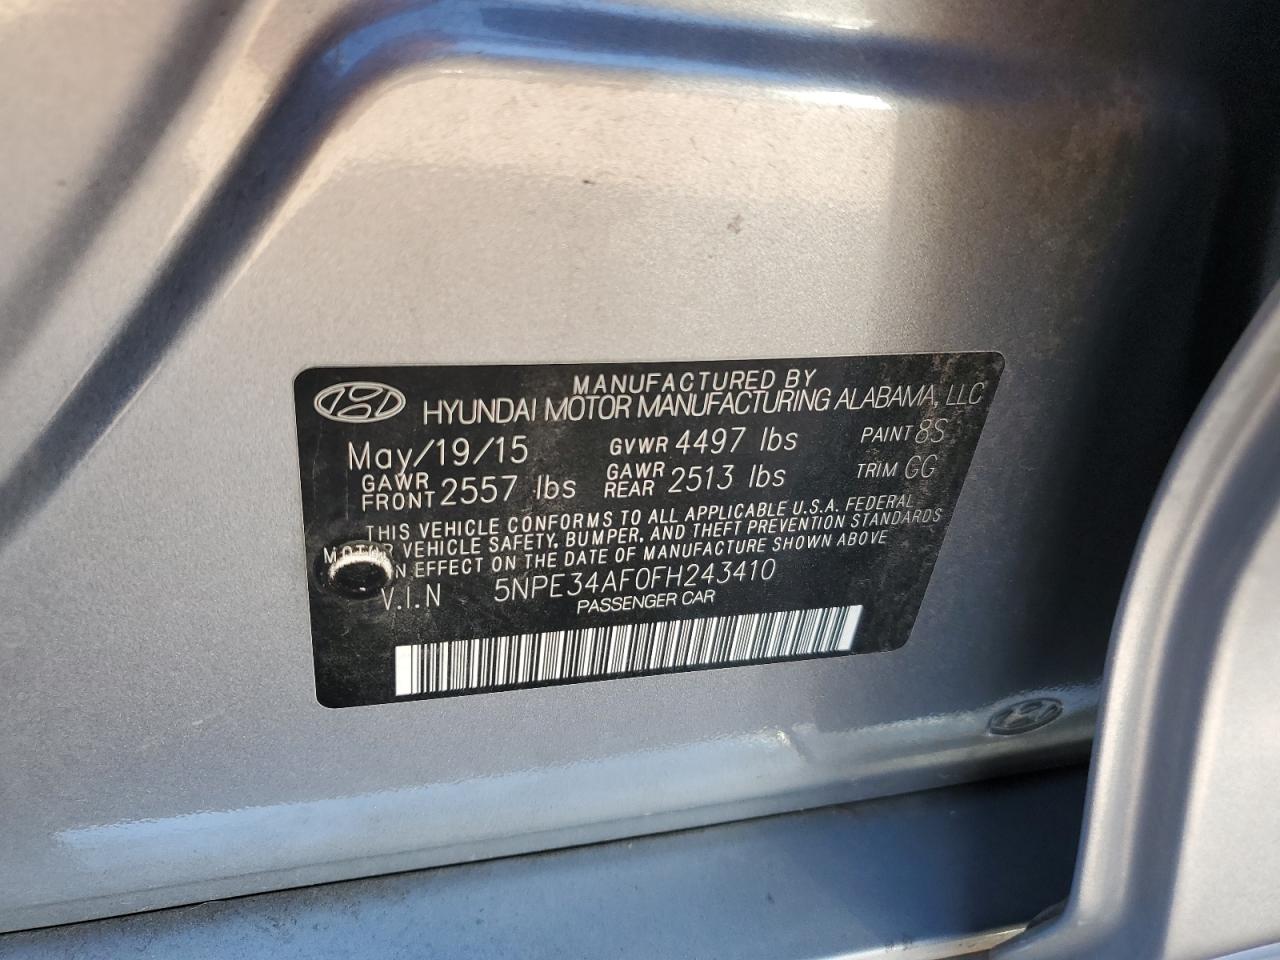 MANUFACTURED BY
HYUNDAI MOTOR MANUFACTURING ALABAMA, LLC
May/19/15 GVWR 4497 lbs PAINT 8S
GAWR FRONT 2557 lbs GAWR REAR 2513 lbs TRIM GG
THIS VEHICLE CONFORMS TO ALL APPLICABLE U.S.A. FEDERAL
MOTOR VEHICLE SAFETY, BUMPER, AND THEFT PREVENTION STANDARDS
IN EFFECT ON THE DATE OF MANUFACTURE SHOWN ABOVE
V.I.N 5NPE34AF0FH243410
PASSENGER CAR